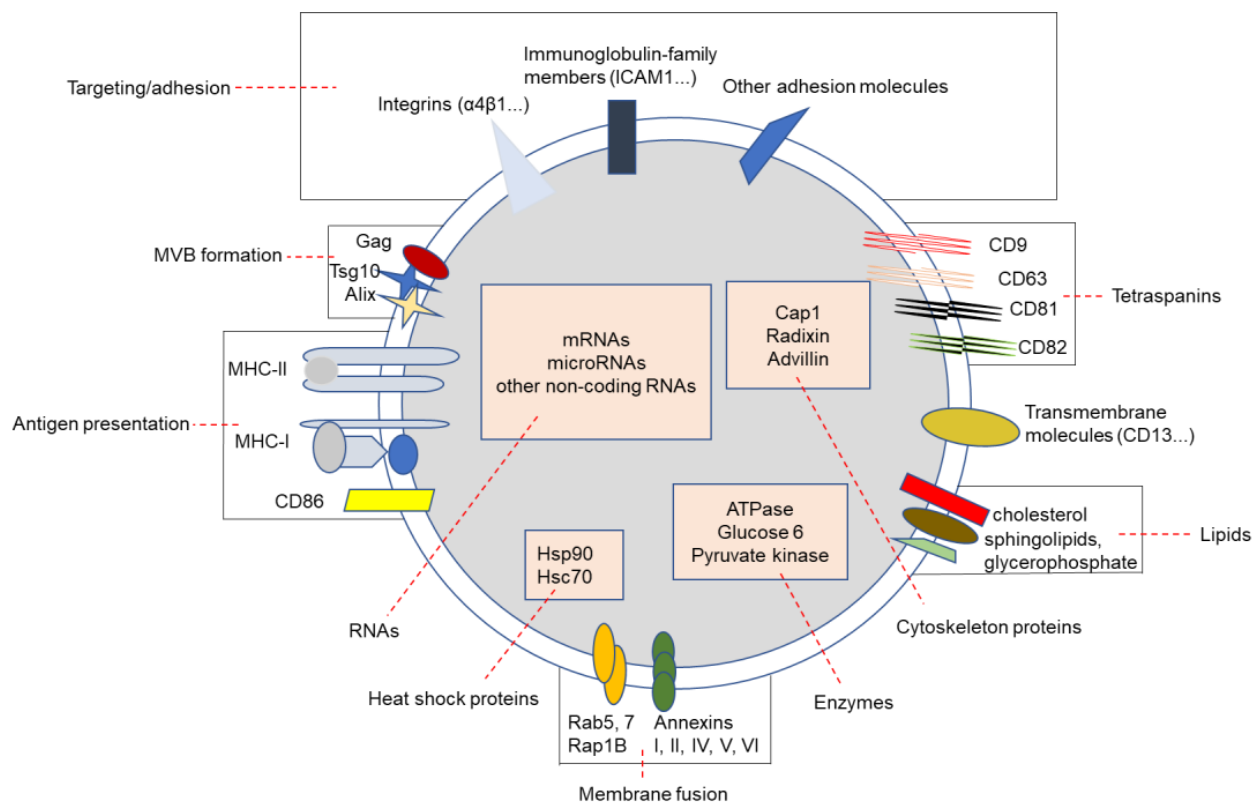 Targeting/adhesion
Immunoglobulin-family
members (ICAM1...)
Integrins (α4β1...)
Other adhesion molecules
MVB formation
Gag
Tsg10
Alix
CD9
CD63
CD81
CD82
Tetraspanins
mRNAs
microRNAs
other non-coding RNAs
Cap1
Radixin
Advillin
Antigen presentation
MHC-II
MHC-I
CD86
Transmembrane
molecules (CD13...)
cholesterol
sphingolipids,
glycerophosphate
Lipids
ATPase
Glucose 6
Pyruvate kinase
Hsp90
Hsc70
RNAs
Cytoskeleton proteins
Heat shock proteins
Enzymes
Rab5, 7
Rap1B
Annexins
I, II, IV, V, VI
Membrane fusion